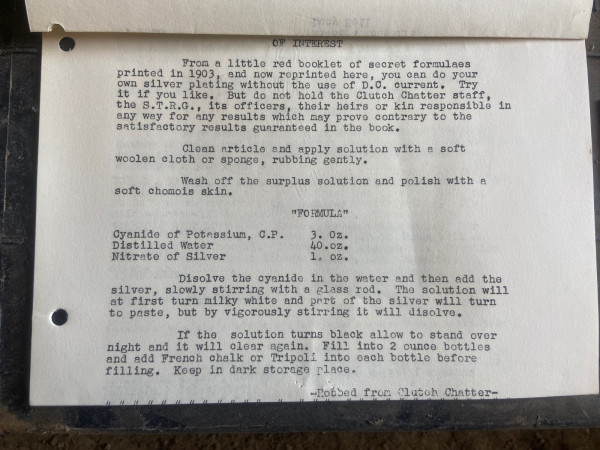 OF INTEREST
From a little red booklet of secret formulaes
printed in 1903, and now reprinted here, you can do your
own silver plating without the use of D.C. current. Try
it if you like. But do not hold the Clutch Chatter staff,
the S.T.R.G., its officers, their heirs or kin responsible in
any way for any results which may prove contrary to the
satisfactory results guaranteed in the book.
Clean article and apply solution with a soft
woolen cloth or sponge, rubbing gently.
Wash off the surplus solution and polish with a
soft chomois skin.
"FORMULA"
Cyanide of Potassium, C.P. 3. Oz.
Distilled Water 40.oz.
Nitrate of Silver 1. oz.
Disolve the cyanide in the water and then add the
silver, slowly stirring with a glass rod. The solution will
at first turn milky white and part of the silver will turn
to paste, but by vigorously stirring it will disolve.
If the solution turns black allow to stand over
night and it will clear again. Fill into 2 ounce bottles
and add French chalk or Tripoli into each bottle before
filling. Keep in dark storage place.
-Robbed from Clutch Chatter-